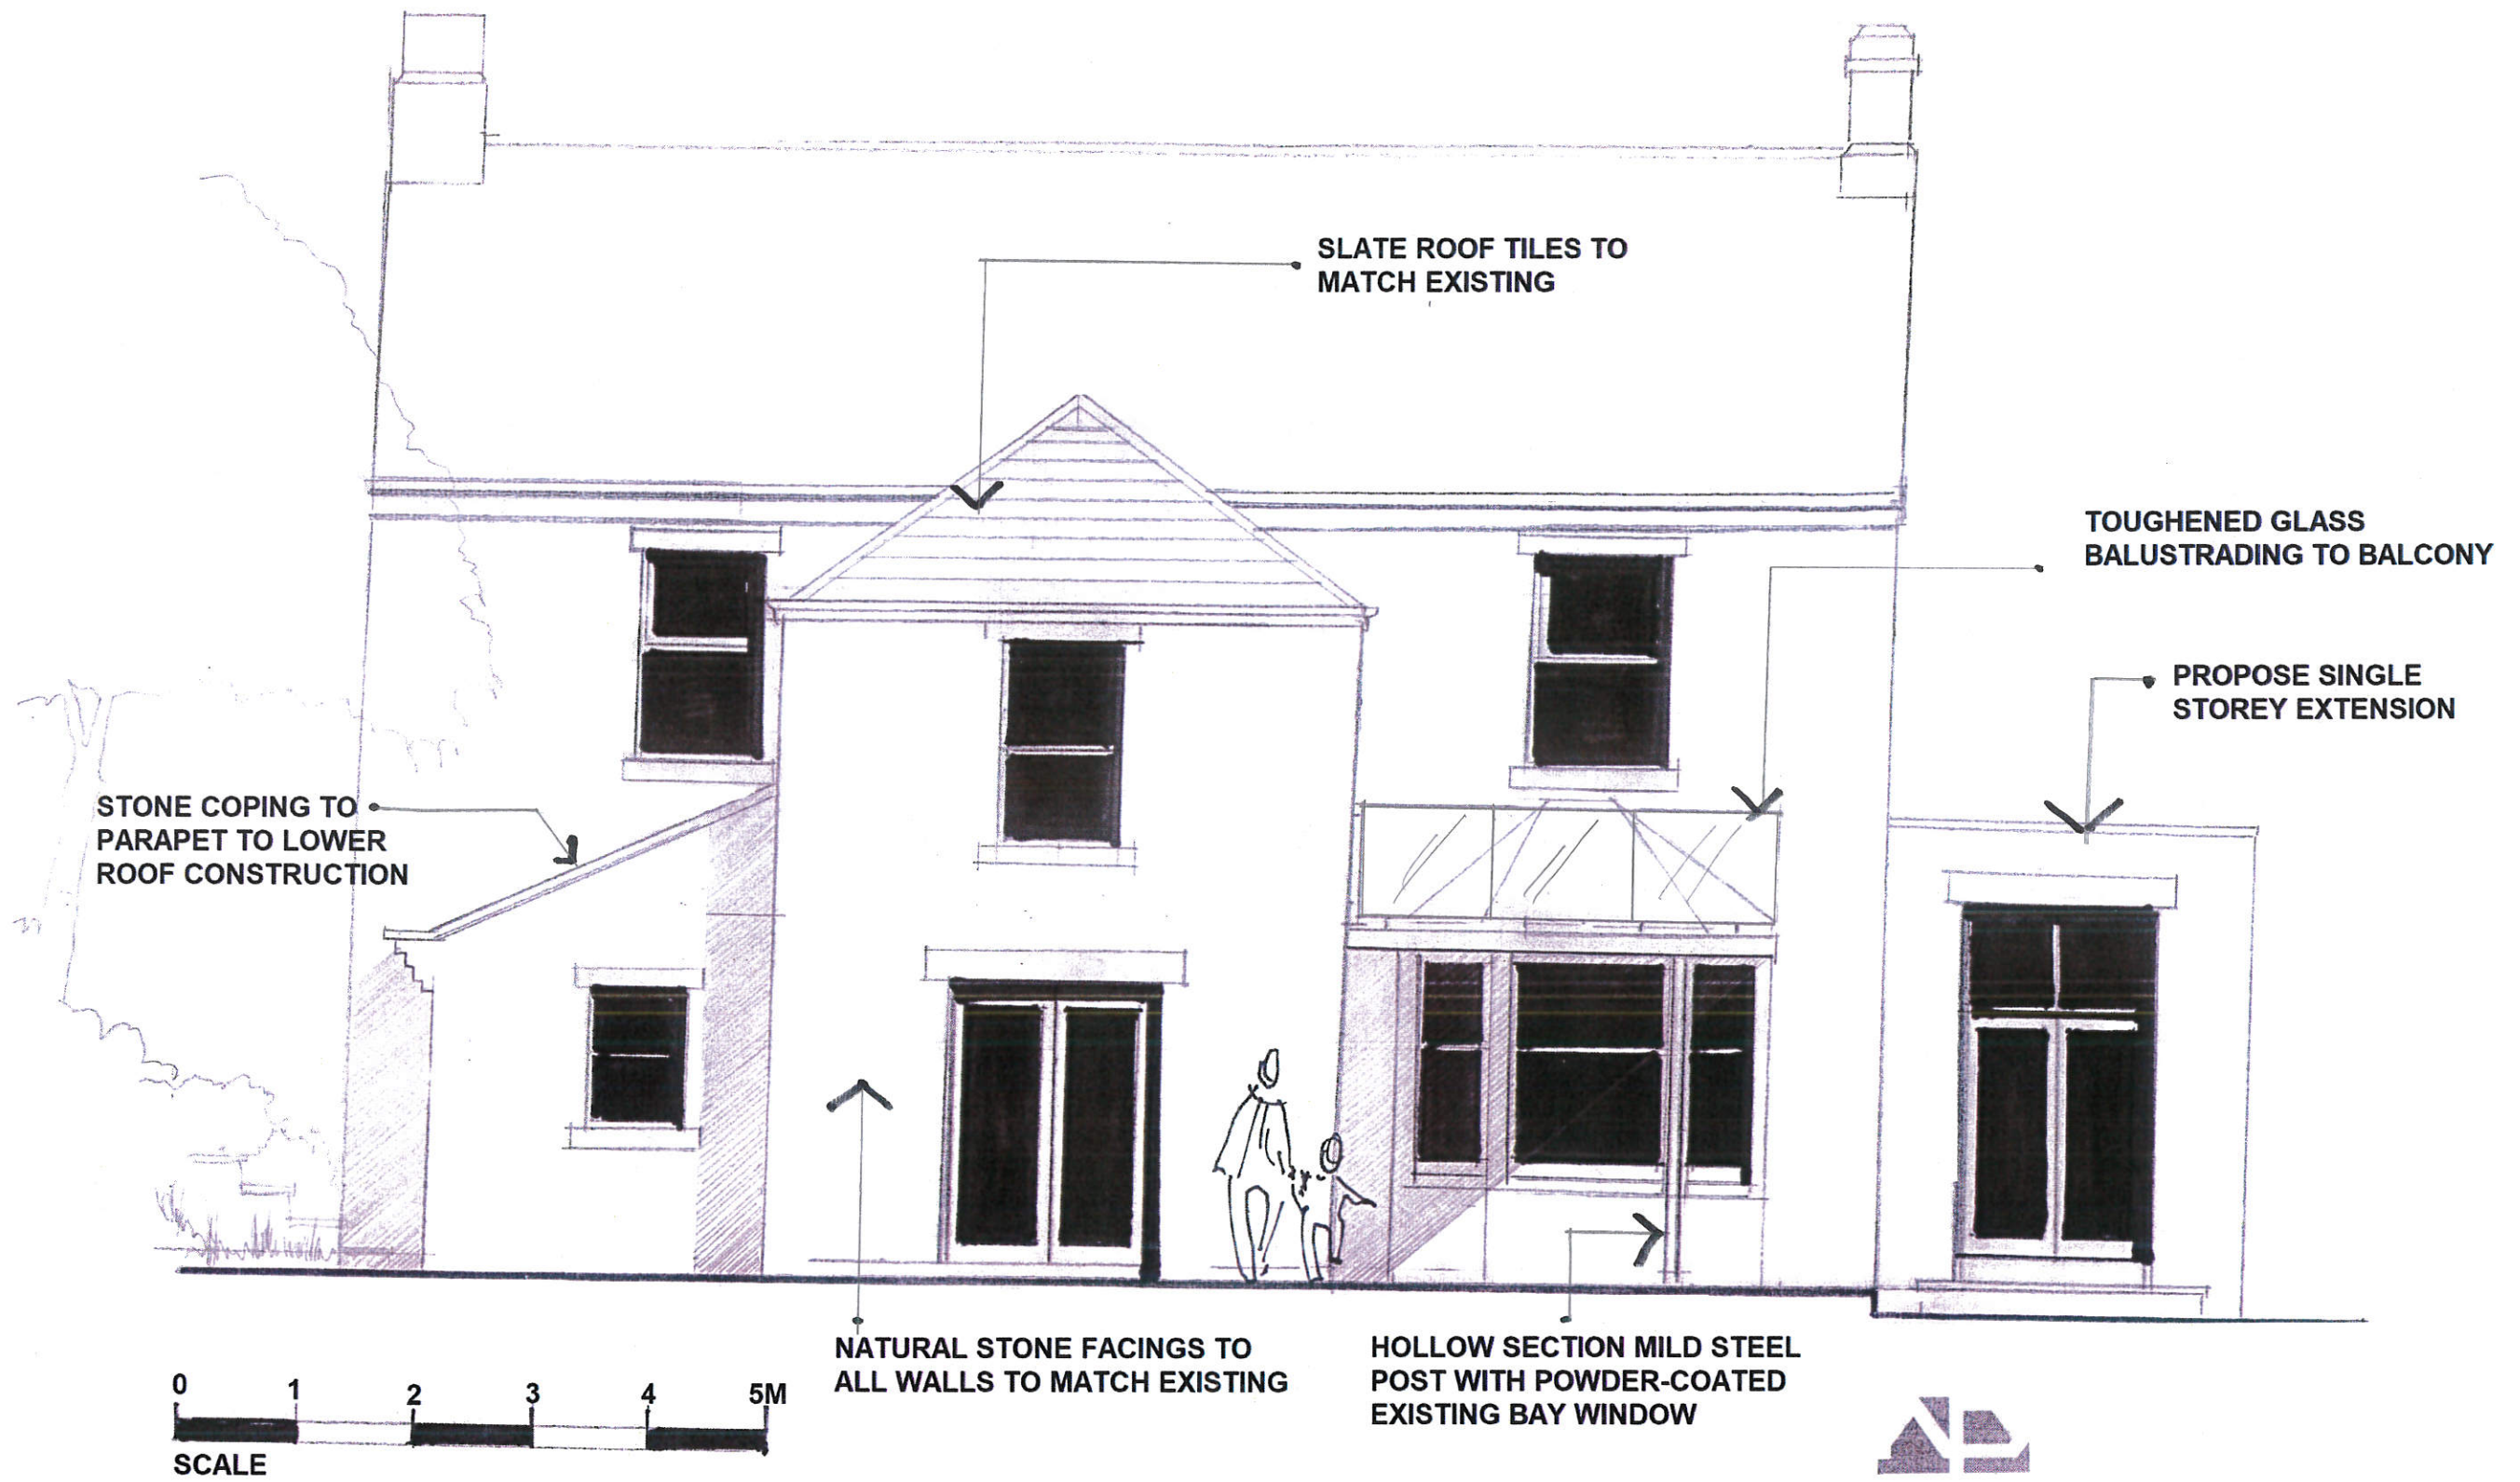 SLATE ROOF TILES TO
MATCH EXISTING
TOUGHENED GLASS
BALUSTRADING TO BALCONY
PROPOSE SINGLE
STOREY EXTENSION
STONE COPING TO
PARAPET TO LOWER
ROOF CONSTRUCTION
NATURAL STONE FACINGS TO
ALL WALLS TO MATCH EXISTING
HOLLOW SECTION MILD STEEL
POST WITH POWDER-COATED
EXISTING BAY WINDOW
0 1 2 3 4 5M
SCALE